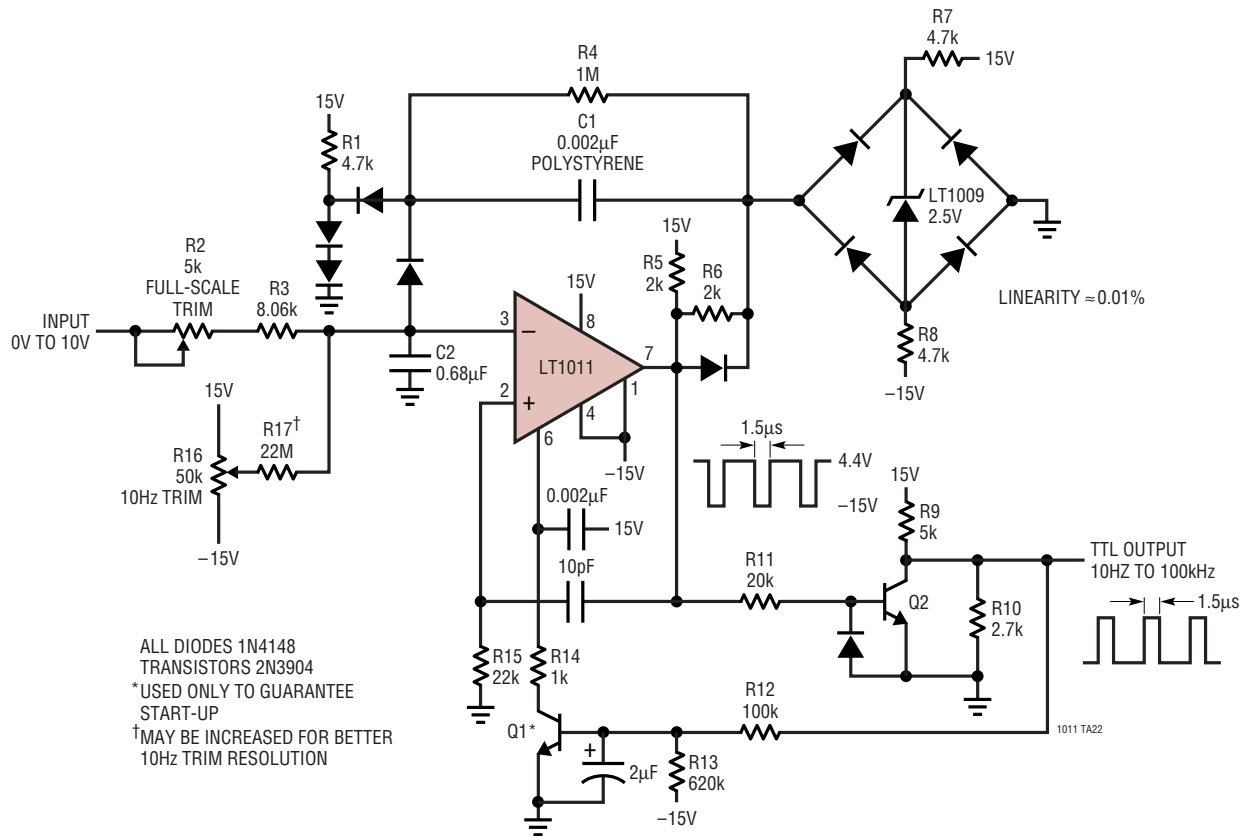 R7
4.7k
15V
R4
1M
15V
R1
4.7k
C1
0.002µF
POLYSTYRENE
LT1009
2.5V
R2
5k
FULL-SCALE
TRIM
R3
8.06k
15V
R5
2k
R6
2k
15V
LINEARITY ≈ 0.01%
INPUT
0V TO 10V
3
–
8
C2
0.68µF
LT1011
7
R8
4.7k
–15V
2
+
1
4
6
–15V
15V
R17†
22M
R16
50k
10Hz TRIM
–15V
1.5µs
4.4V
–15V
0.002µF
15V
15V
R9
5k
10pF
R11
20k
Q2
TTL OUTPUT
10HZ TO 100kHz
R10
2.7k
1.5µs
ALL DIODES 1N4148
TRANSISTORS 2N3904
*USED ONLY TO GUARANTEE
START-UP
†MAY BE INCREASED FOR BETTER
10Hz TRIM RESOLUTION
R15
22k
R14
1k
R12
100k
Q1*
+
2µF
R13
620k
–15V
1011 TA22